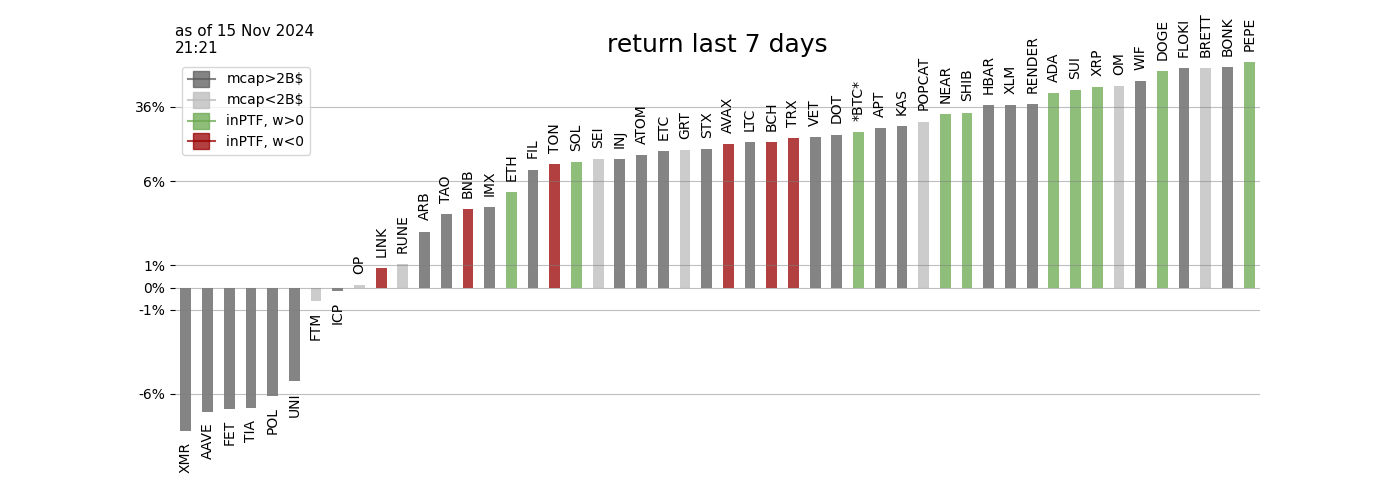 as of 15 Nov 2024
21:21
return last 7 days
mcap>2B$
mcap<2B$
inPTF, w>0
inPTF, w<0
36%
6%
1%
0%
-1%
-6%
XMR
AAVE
FET
TIA
POL
UNI
FTM
ICP
OP
LINK
RUNE
ARB
TAO
BNB
IMX
ETH
FIL
TON
SOL
SEI
INJ
ATOM
ETC
GRT
STX
AVAX
LTC
BCH
TRX
VET
DOT
*BTC*
APT
KAS
POPCAT
NEAR
SHIB
HBAR
XLM
RENDER
ADA
SUI
XRP
OM
WIF
DOGE
FLOKI
BRETT
BONK
PEPE